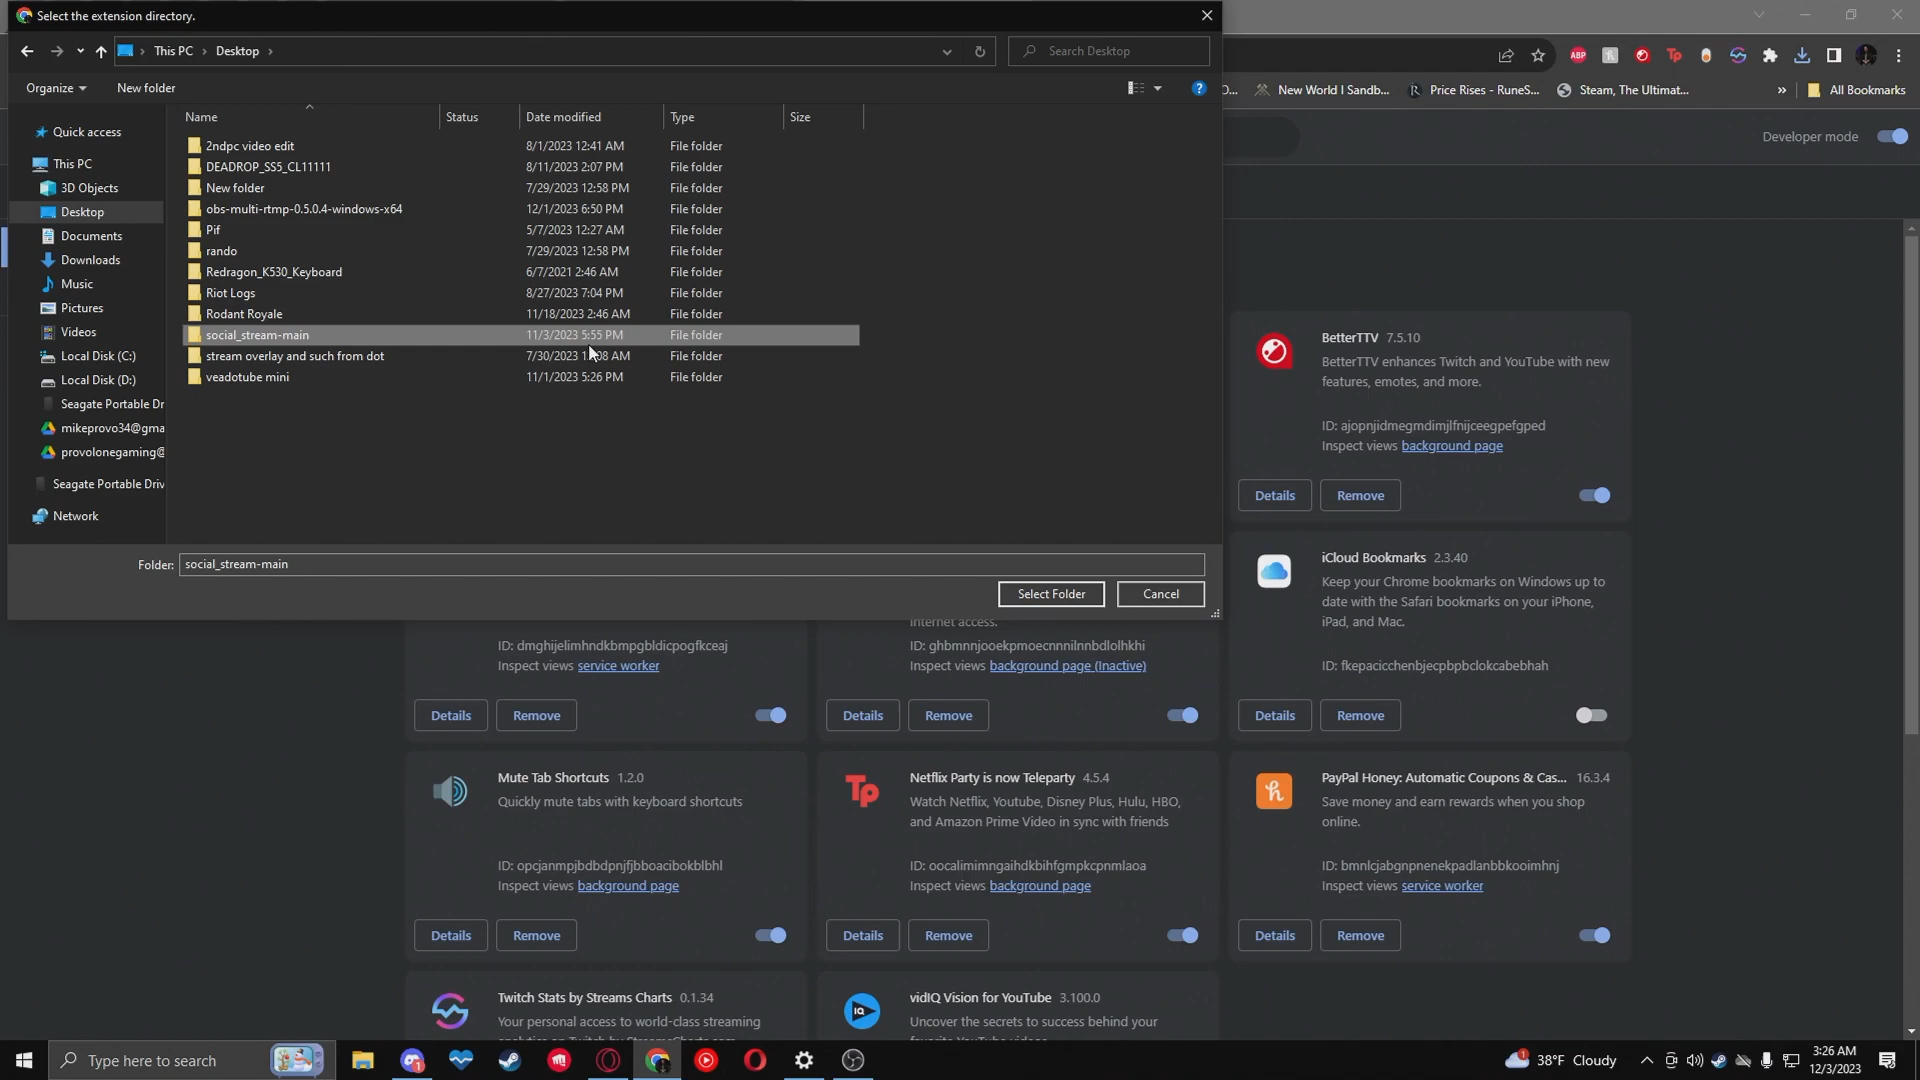 Select the extension directory.
This PC
Desktop
Search Desktop
Organize
New folder
Name
Status
Date modified
Type
Size
Quick access
This PC
3D Objects
Desktop
Documents
Downloads
Music
Pictures
Videos
Local Disk (C:)
Local Disk (D:)
Seagate Portable Dr
mikeprovo34@gma
provolonegaming@
Seagate Portable Driv
Network
2ndpc video edit 8/1/2023 12:41 AM File folder
DEADROP_SS5_CL11111 8/11/2023 2:07 PM File folder
New folder 7/29/2023 12:58 PM File folder
obs-multi-rtmp-0.5.0.4-windows-x64 12/1/2023 6:50 PM File folder
Pif 5/7/2023 12:27 AM File folder
rando 7/29/2023 12:58 PM File folder
Redragon_K530_Keyboard 6/7/2021 2:46 AM File folder
Riot Logs 8/27/2023 7:04 PM File folder
Rodant Royale 11/18/2023 2:46 AM File folder
social_stream-main 11/3/2023 5:55 PM File folder
stream overlay and such from dot 7/30/2023 AM File folder
veadotube mini 11/1/2023 5:26 PM File folder
Folder: social_stream-main
Select Folder
Cancel
ABP
Tp
O...
New World I Sandb...
Price Rises - RuneS...
Steam, The Ultimat...
»
All Bookmarks
Developer mode
BetterTTV 7.5.10
BetterTTV enhances Twitch and YouTube with new
features, emotes, and more.
ID: ajopnjidmegmdimjlfnijceegpefgped
Inspect views background page
Details
Remove
iCloud Bookmarks 2.3.40
Keep your Chrome bookmarks on Windows up to
date with the Safari bookmarks on your iPhone,
iPad, and Mac.
ID: fkepacicchenbjecpbpbclokcabebhah
Details
Remove
ID: dmghijelimhndkbmpgbldicpogfkceaj
Inspect views service worker
Details
Remove
Internet access.
ID: ghbmnnjooekpmoecnnnilnnbdlolhkhi
Inspect views background page (Inactive)
Details
Remove
Mute Tab Shortcuts 1.2.0
Quickly mute tabs with keyboard shortcuts
ID: opcjanmpjbdbdpnjfjbboacibokblbhl
Inspect views background page
Details
Remove
Tp
Netflix Party is now Teleparty 4.5.4
Watch Netflix, Youtube, Disney Plus, Hulu, HBO,
and Amazon Prime Video in sync with friends
ID: oocalimimngaihdkbihfgmpkcpnmlaoa
Inspect views background page
Details
Remove
h
PayPal Honey: Automatic Coupons & Cas... 16.3.4
Save money and earn rewards when you shop
online.
ID: bmnlcjabgnpnenekpadlanbbkooimhnj
Inspect views service worker
Details
Remove
Twitch Stats by Streams Charts 0.1.34
Your personal access to world-class streaming
analytics on Twitch by StreamsCharts.com
IQ
vidIQ Vision for YouTube 3.100.0
Uncover the secrets to success behind your
favorite YouTube videos
Type here to search
1
38°F Cloudy
3:26 AM
12/3/2023